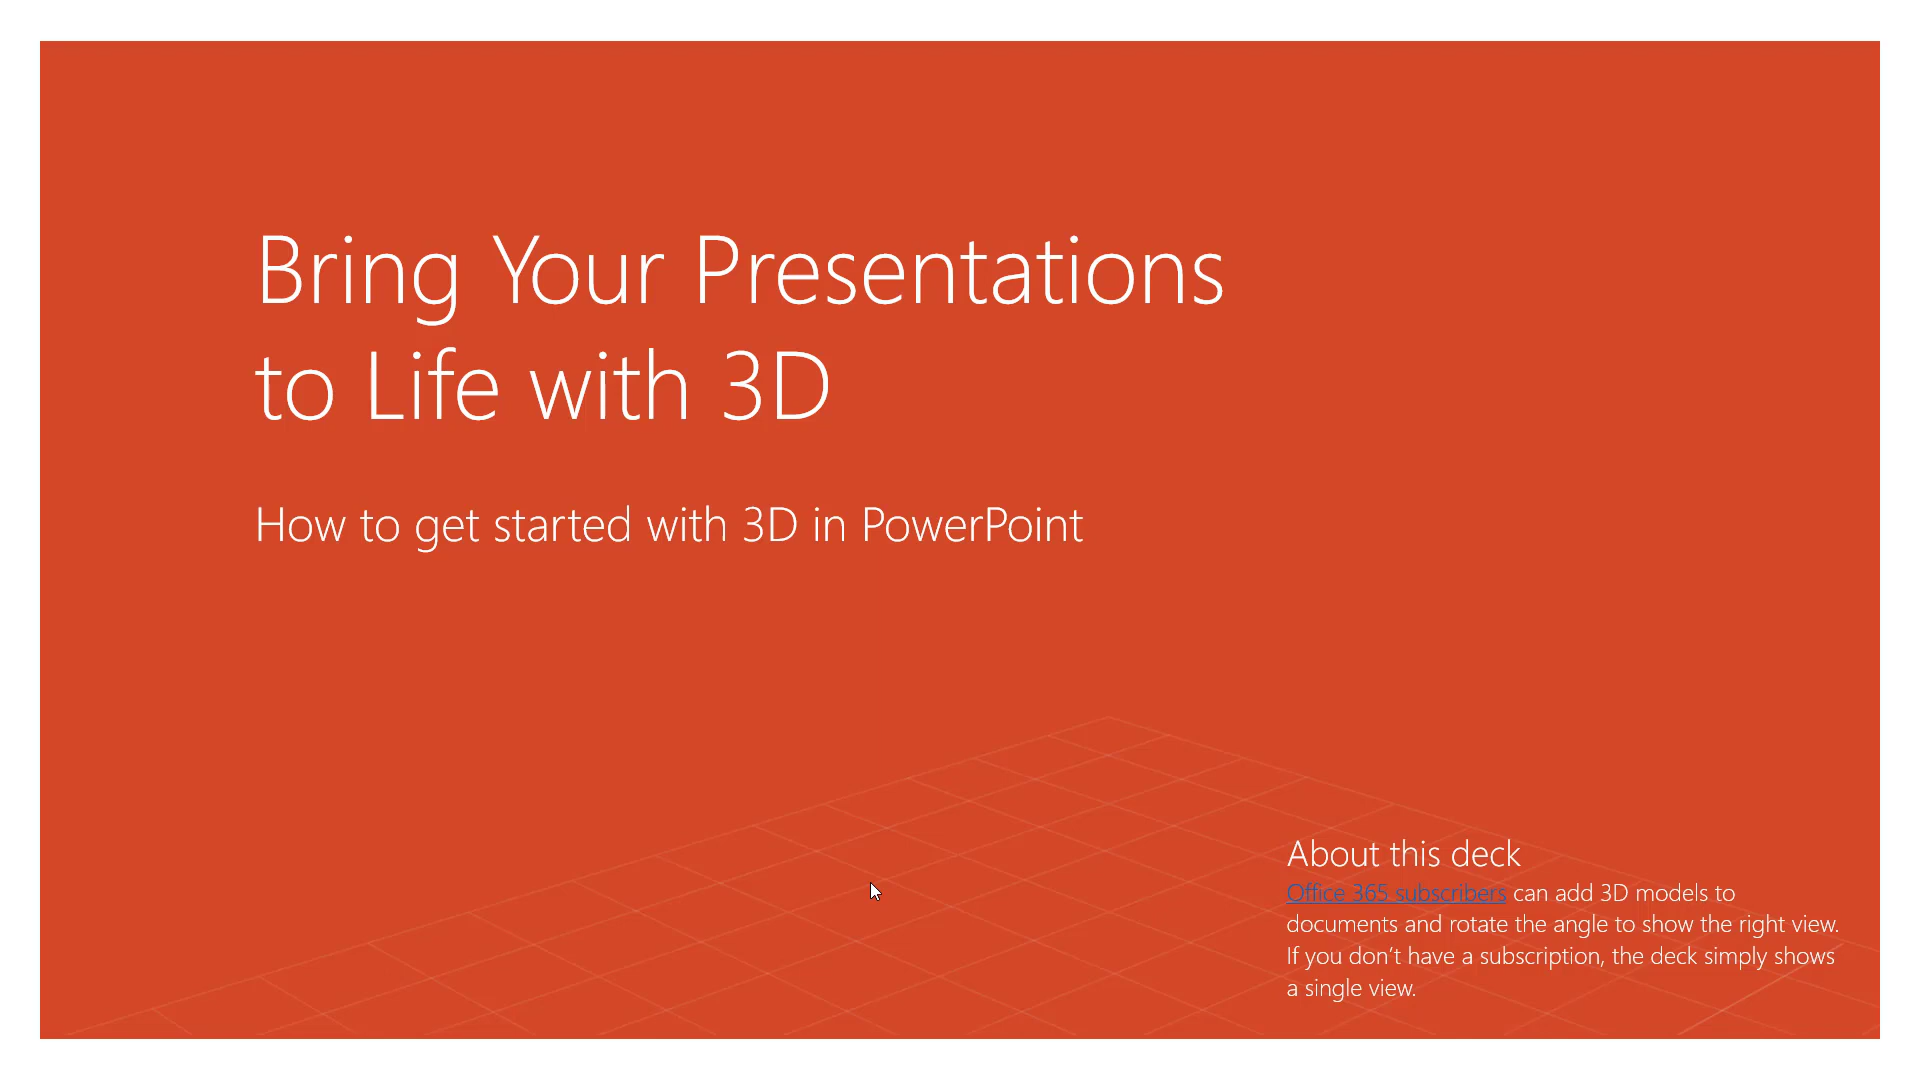 Bring Your Presentations
to Life with 3D
How to get started with 3D in PowerPoint
About this deck
Office 365 subscribers can add 3D models to
documents and rotate the angle to show the right view.
If you don’t have a subscription, the deck simply shows
a single view.